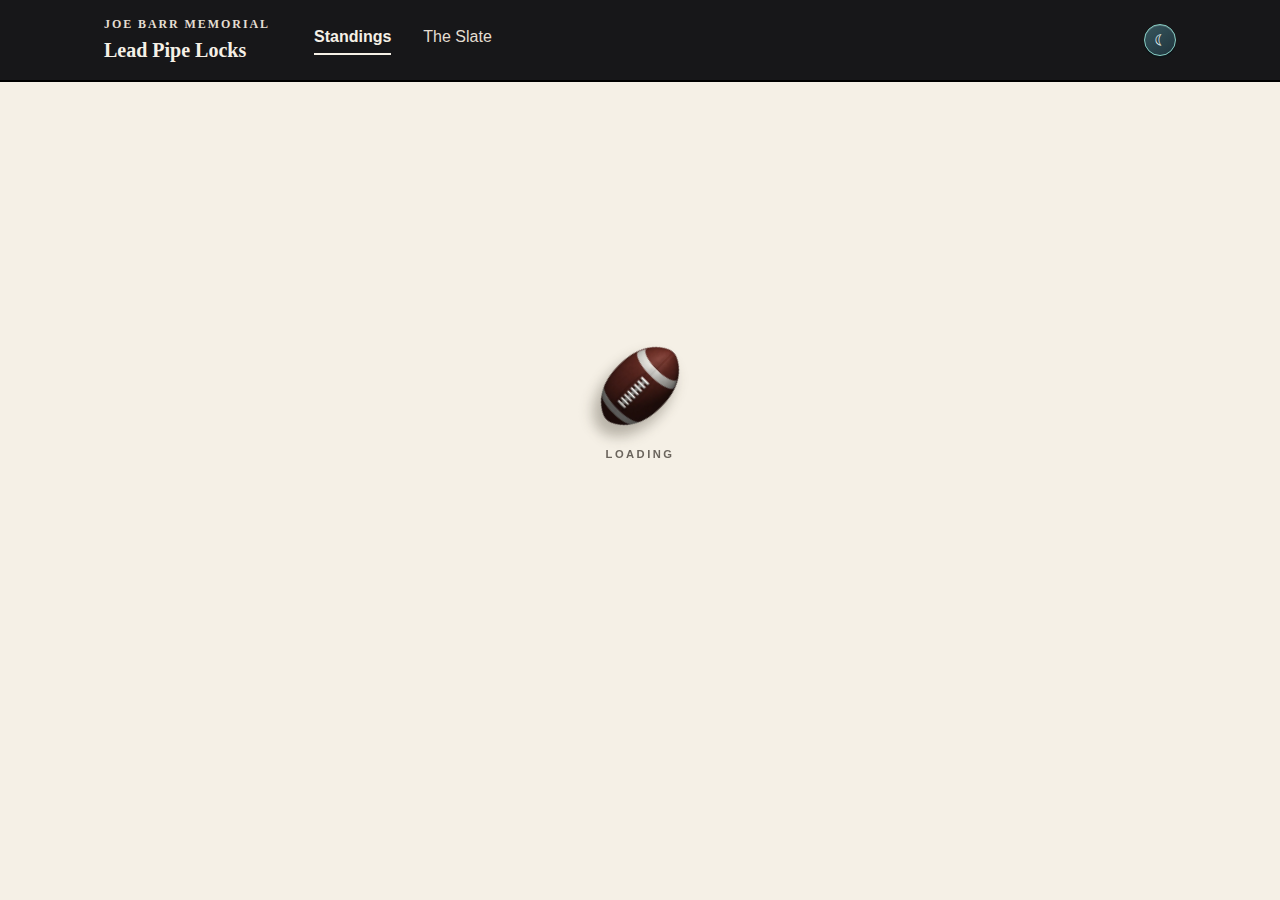 JOE BARR MEMORIAL
Lead Pipe Locks
Standings
The Slate
LOADING